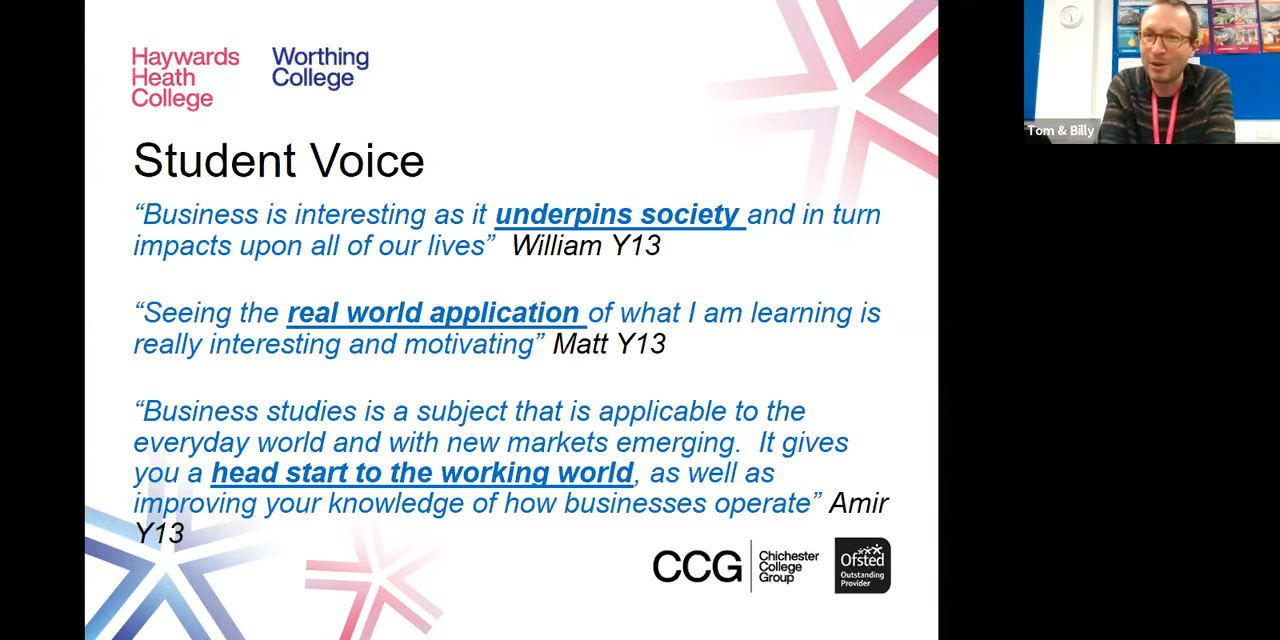 Haywards
Heath
College
Worthing
College
Student Voice
“Business is interesting as it underpins society and in turn
impacts upon all of our lives” William Y13
“Seeing the real world application of what I am learning is
really interesting and motivating” Matt Y13
“Business studies is a subject that is applicable to the
everyday world and with new markets emerging. It gives
you a head start to the working world, as well as
improving your knowledge of how businesses operate” Amir
Y13
CCG
Chichester
College
Group
Ofsted
Outstanding
Provider
Tom & Billy